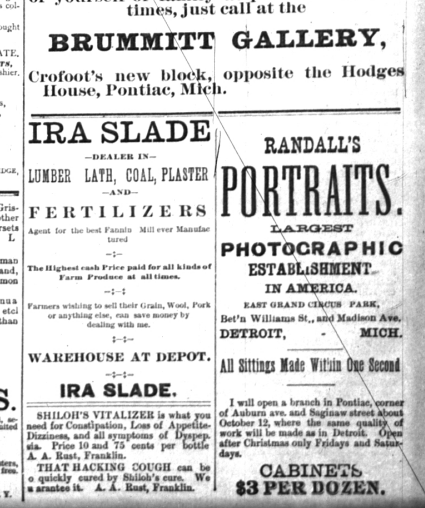 times, just call at the
BRUMMITT GALLERY,
Crofoot's new block, opposite the Hodges
House, Pontiac, Mich.
IRA SLADE
—DEALER IN—
LUMBER LATH, COAL, PLASTER
—AND—
FERTILIZERS
Agent for the best Fannin Mill ever Manufac
tured
The Highest cash Price paid for all kinds of
Farm Produce at all times.
Farmers wishing to sell their Grain, Wool, Pork
or anything else, can save money by
dealing with me.
WAREHOUSE AT DEPOT.
IRA SLADE.
SHILOH'S VITALIZER is what you
need for Constipation, Loss of Appetite
Dizziness, and all symptoms of Dyspep
sia. Price 10 and 75 cents per bottle
A. A. Rust, Franklin.
THAT HACKING COUGH can be
o quickly cured by Shiloh's cure. We
u arantee it. A. A. Rust, Franklin.
RANDALL'S
PORTRAITS.
LARGEST
PHOTOGRAPHIC
ESTABLISHMENT
IN AMERICA.
EAST GRAND CIRCUS PARK,
Bet'n Williams St., and Madison Ave.
DETROIT, - MICH.
All Sittings Made Within One Second
I will open a branch in Pontiac, corner
of Auburn ave. and Saginaw street about
October 12, where the same quality of
work will be made as in Detroit. Open
after Christmas only Fridays and Satur-
days.
CABINETS
$3 PER DOZEN.